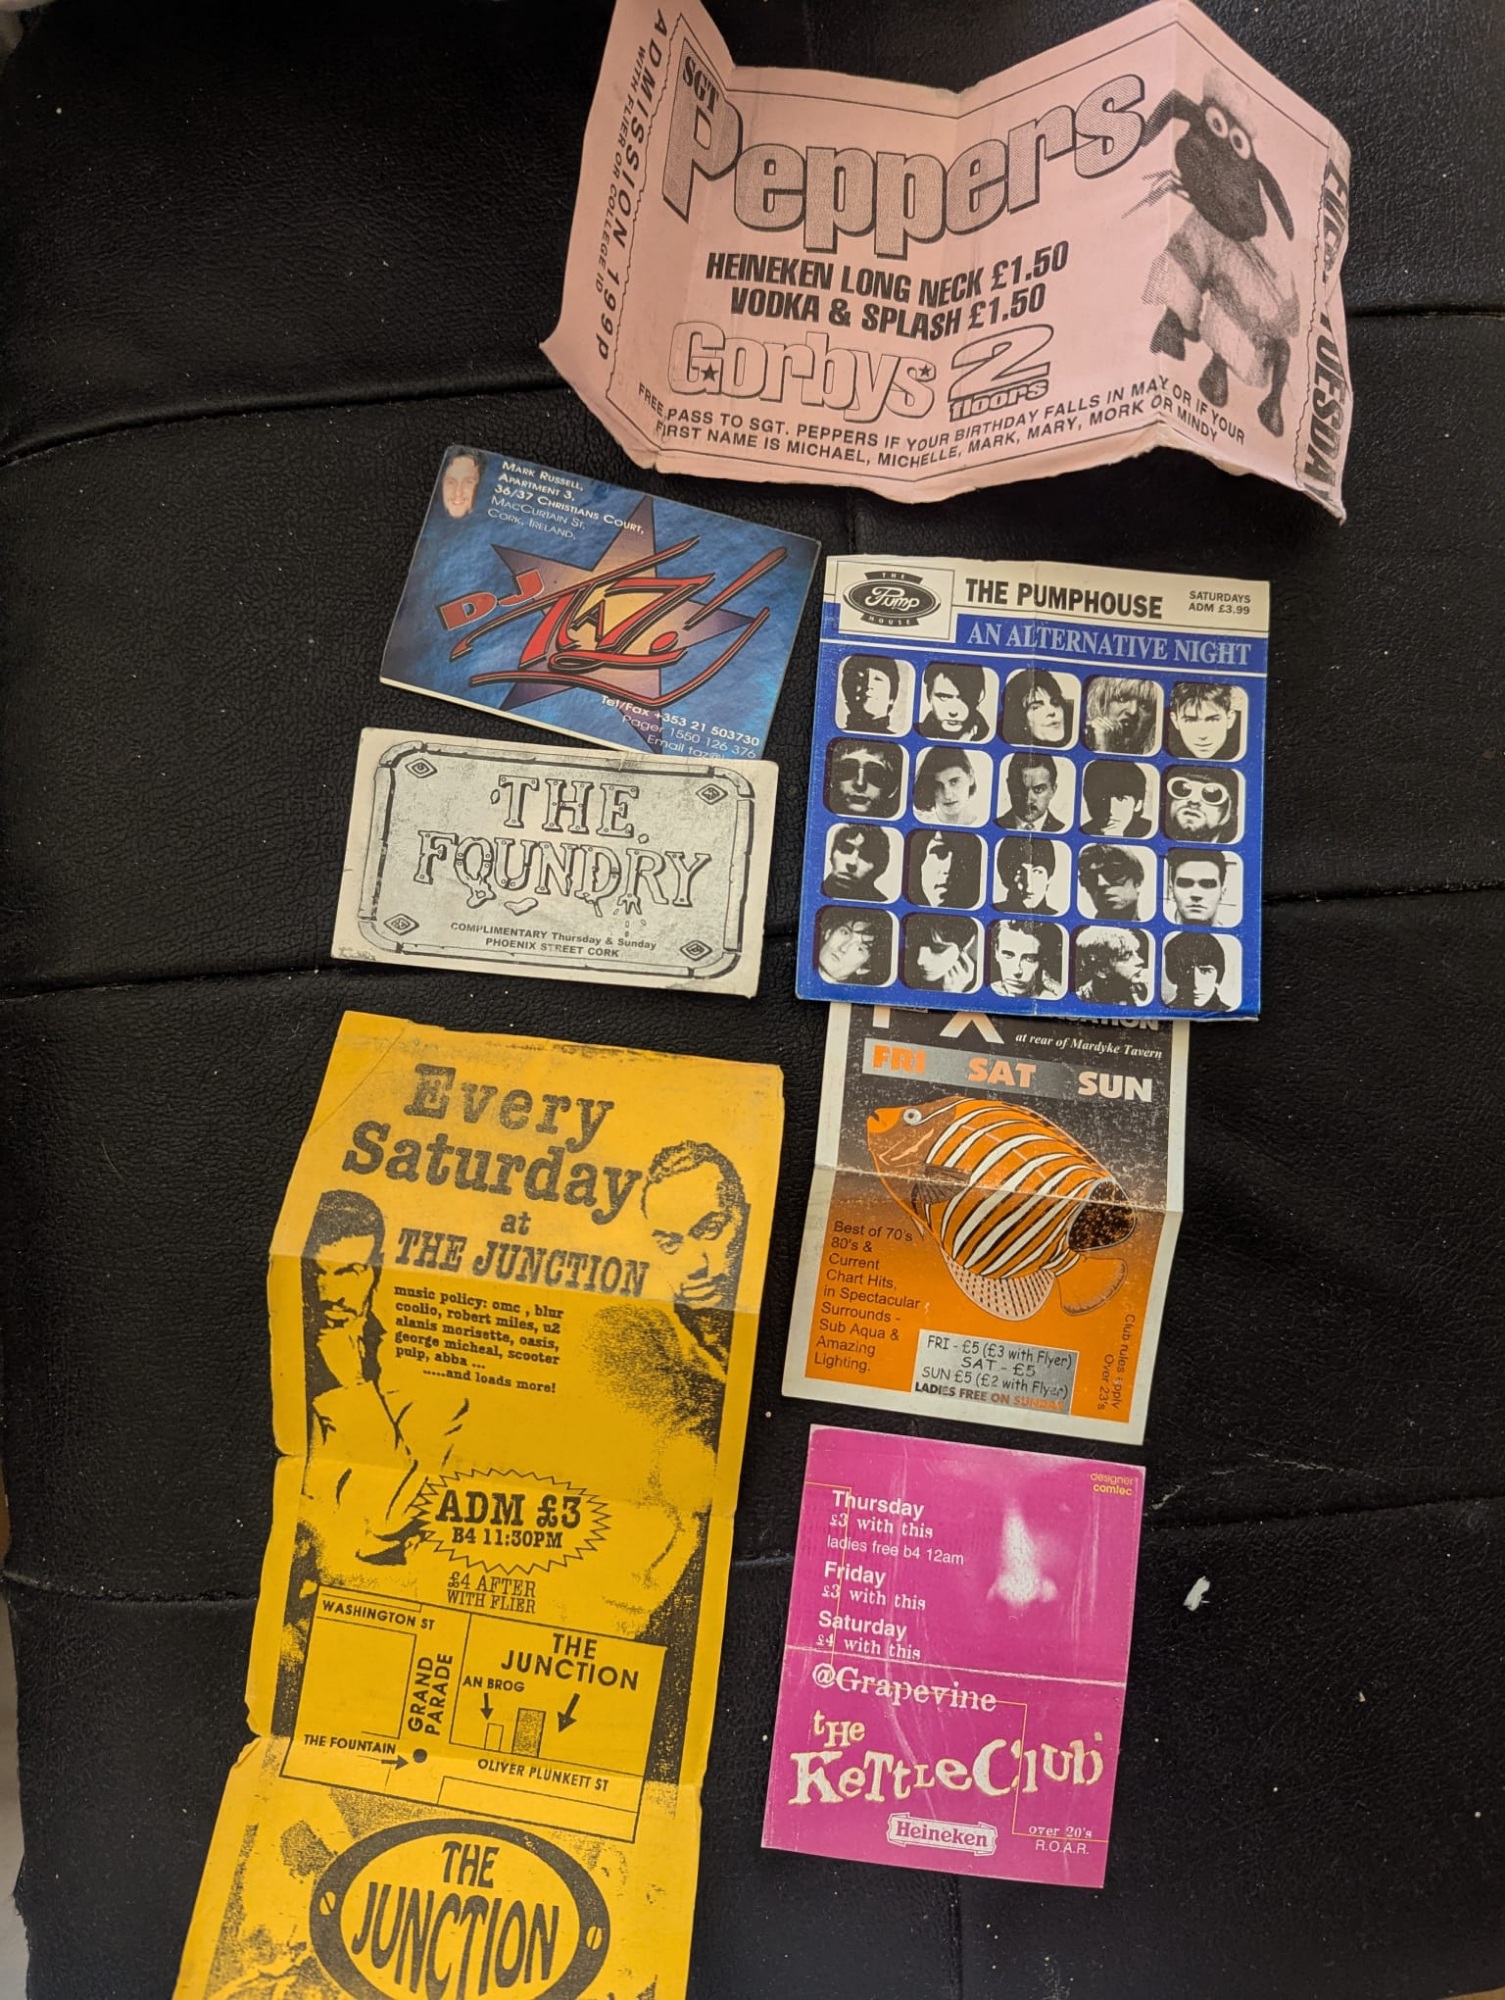 ADMISSION 199p
WITH FLIER OR COLLEGE ID
SGT
Peppers
HEINEKEN LONG NECK £1.50
VODKA & SPLASH £1.50
Gorbys 2
floors
FREE PASS TO SGT. PEPPERS IF YOUR BIRTHDAY FALLS IN MAY OR IF YOUR
FIRST NAME IS MICHAEL, MICHELLE, MARK, MARY, MORK OR MINDY
TUESDAY
MARK RUSSELL,
APARTMENT 3,
36/37 CHRISTIANS COURT,
MACCURTAIN ST,
CORK, IRELAND,
DJ TAZ!
Tel/Fax +353 21 503730
Pager 1550 126 376
Email taz@
THE
FOUNDRY
COMPLIMENTARY Thursday & Sunday
PHOENIX STREET CORK
THE
Pump
HOUSE
THE PUMPHOUSE
SATURDAYS
ADM £3.99
AN ALTERNATIVE NIGHT
at rear of Mardyke Tavern
FRI SAT SUN
Best of 70's
80's &
Current
Chart Hits,
in Spectacular
Surrounds -
Sub Aqua &
Amazing
Lighting.
FRI - £5 (£3 with Flyer)
SAT - £5
SUN £5 (£2 with Flyer)
LADIES FREE ON SUNDAY
Club rules apply
Over 23's
Every
Saturday
at
THE JUNCTION
music policy: omc , blur
coolio, robert miles, u2
alanis morisette, oasis,
george micheal, scooter
pulp, abba ...
.....and loads more!
ADM £3
B4 11:30PM
£4 AFTER
WITH FLIER
WASHINGTON ST
GRAND
PARADE
THE
JUNCTION
AN BROG
THE FOUNTAIN
OLIVER PLUNKETT ST
THE
JUNCTION
designer
comtec
Thursday
£3 with this
ladies free b4 12am
Friday
£3 with this
Saturday
£4 with this
@Grapevine
tHe
KeTtLeClub
Heineken
over 20's
R.O.A.R.